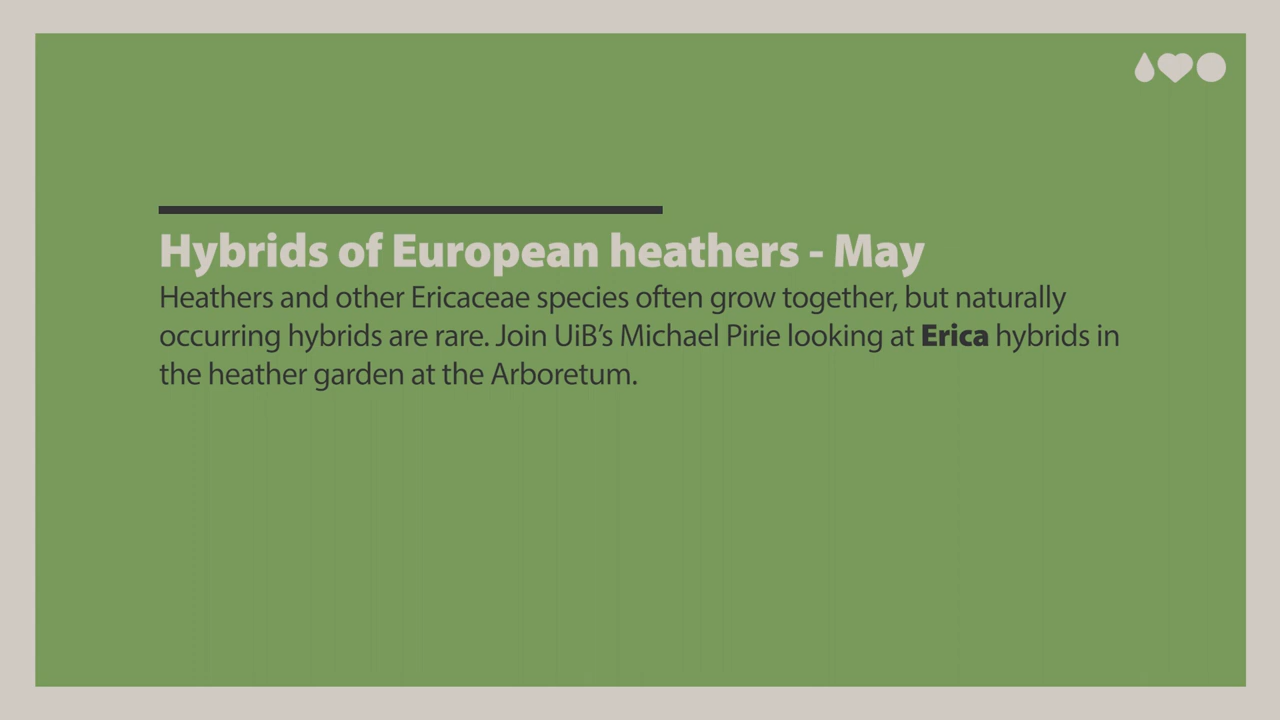 Hybrids of European heathers - May
Heathers and other Ericaceae species often grow together, but naturally
occurring hybrids are rare. Join UiB’s Michael Pirie looking at Erica hybrids in
the heather garden at the Arboretum.